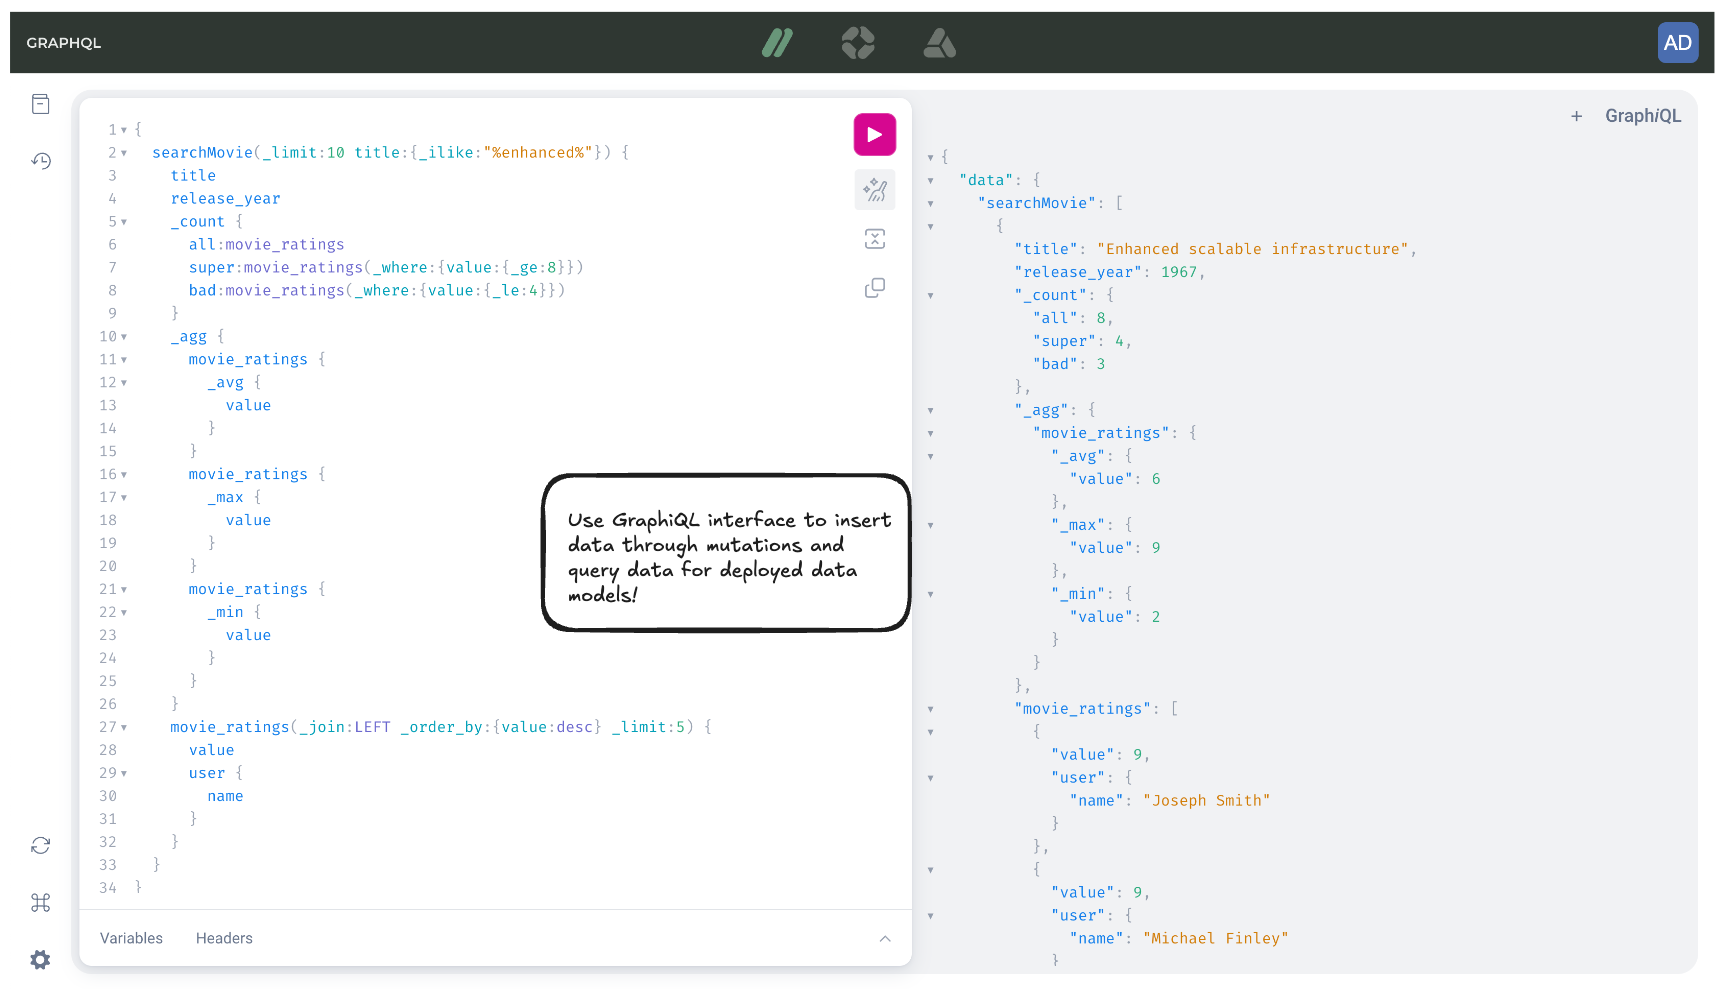 GRAPHQL
AD
1 {
2 searchMovie(_limit:10 title:{_ilike:"%enhanced%"}) {
3 title
4 release_year
5 _count {
6 all:movie_ratings
7 super:movie_ratings(_where:{value:{_ge:8}})
8 bad:movie_ratings(_where:{value:{_le:4}})
9 }
10 _agg {
11 movie_ratings {
12 _avg {
13 value
14 }
15 }
16 movie_ratings {
17 _max {
18 value
19 }
20 }
21 movie_ratings {
22 _min {
23 value
24 }
25 }
26 }
27 movie_ratings(_join:LEFT _order_by:{value:desc} _limit:5) {
28 value
29 user {
30 name
31 }
32 }
33 }
34 }
Use GraphiQL interface to insert
data through mutations and
query data for deployed data
models!
Variables Headers
+ GraphiQL
{
"data": {
"searchMovie": [
{
"title": "Enhanced scalable infrastructure",
"release_year": 1967,
"_count": {
"all": 8,
"super": 4,
"bad": 3
},
"_agg": {
"movie_ratings": {
"_avg": {
"value": 6
},
"_max": {
"value": 9
},
"_min": {
"value": 2
}
}
},
"movie_ratings": [
{
"value": 9,
"user": {
"name": "Joseph Smith"
}
},
{
"value": 9,
"user": {
"name": "Michael Finley"
}